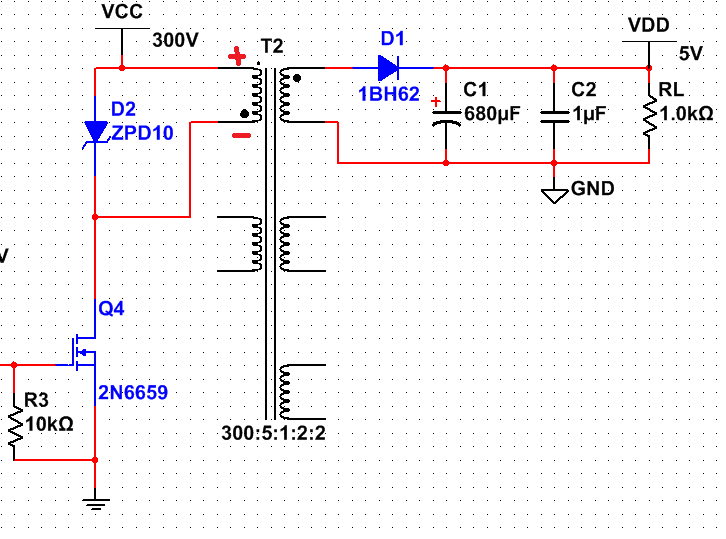 VCC
300V
T2
D1
1BH62
VDD
5V
D2
ZPD10
C1
680µF
C2
1µF
RL
1.0kΩ
GND
V
Q4
2N6659
R3
10kΩ
300:5:1:2:2